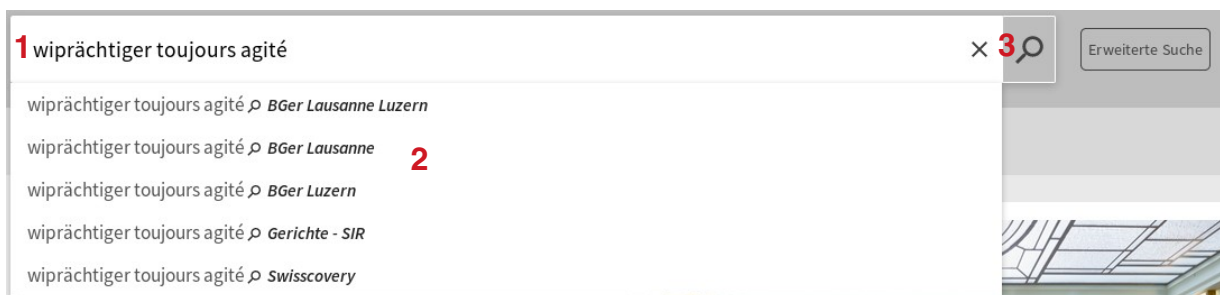 1 wiprächtiger toujours agité × 3 Erweiterte Suche
wiprächtiger toujours agité BGer Lausanne Luzern
wiprächtiger toujours agité BGer Lausanne
2
wiprächtiger toujours agité BGer Luzern
wiprächtiger toujours agité Gerichte - SIR
wiprächtiger toujours agité Swisscovery